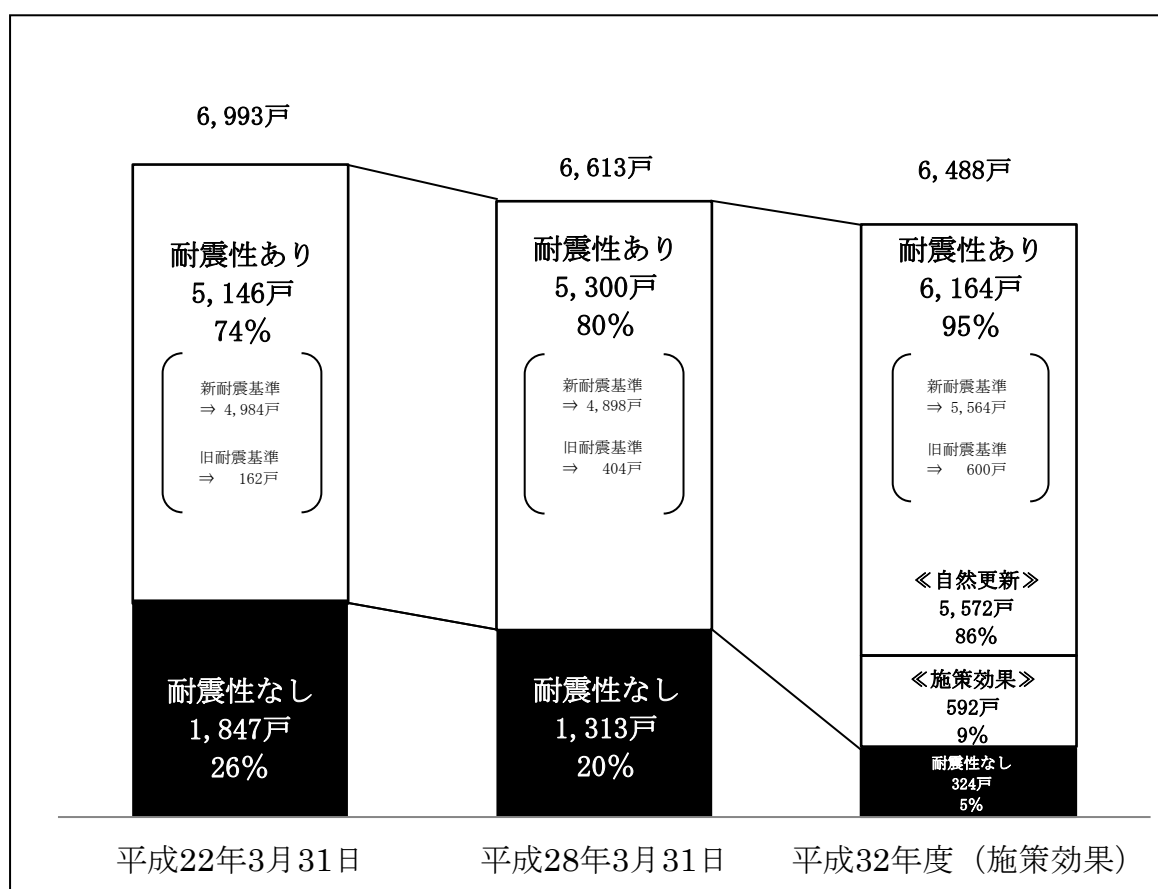 6,993戸
耐震性あり
5,146戸
74%
新耐震基準
⇒ 4,984戸
旧耐震基準
⇒ 162戸
耐震性なし
1,847戸
26%
平成22年3月31日
6,613戸
耐震性あり
5,300戸
80%
新耐震基準
⇒ 4,898戸
旧耐震基準
⇒ 404戸
耐震性なし
1,313戸
20%
平成28年3月31日
6,488戸
耐震性あり
6,164戸
95%
新耐震基準
⇒ 5,564戸
旧耐震基準
⇒ 600戸
≪自然更新≫
5,572戸
86%
≪施策効果≫
592戸
9%
耐震性なし
324戸
5%
平成32年度（施策効果）